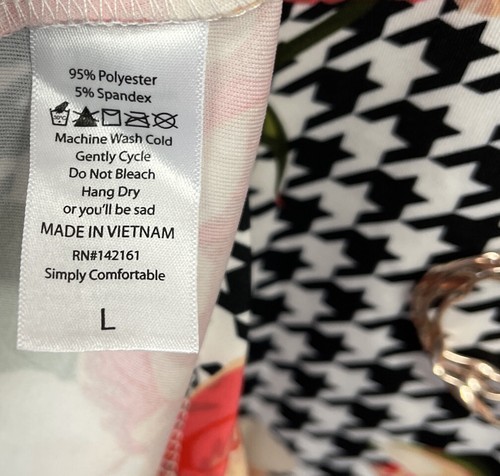 95% Polyester
5% Spandex
Machine Wash Cold
Gently Cycle
Do Not Bleach
Hang Dry
or you'll be sad
MADE IN VIETNAM
RN#142161
Simply Comfortable
L